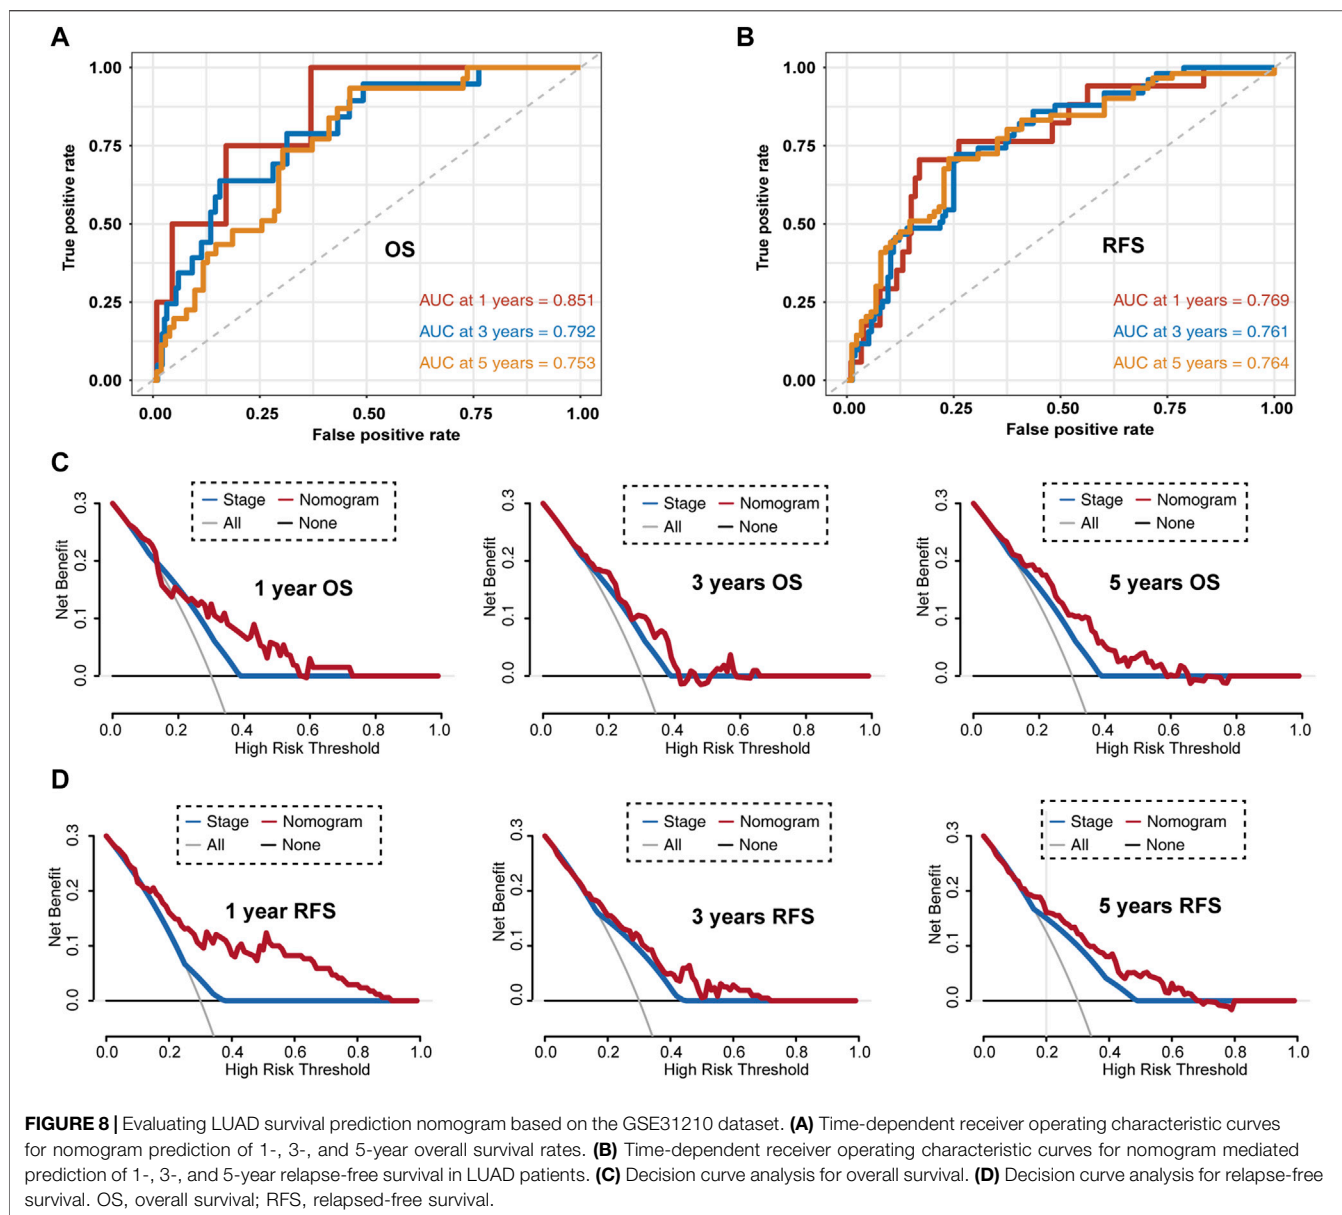 A
1.00
0.75
0.50
0.25
0.00
True positive rate
OS
AUC at 1 years = 0.851
AUC at 3 years = 0.792
AUC at 5 years = 0.753
0.00 0.25 0.50 0.75 1.00
False positive rate
B
1.00
0.75
0.50
0.25
0.00
True positive rate
RFS
AUC at 1 years = 0.769
AUC at 3 years = 0.761
AUC at 5 years = 0.764
0.00 0.25 0.50 0.75 1.00
False positive rate
C
0.3
0.2
0.1
0.0
Net Benefit
Stage Nomogram
All None
1 year OS
0.0 0.2 0.4 0.6 0.8 1.0
High Risk Threshold
0.3
0.2
0.1
0.0
Net Benefit
Stage Nomogram
All None
3 years OS
0.0 0.2 0.4 0.6 0.8 1.0
High Risk Threshold
0.3
0.2
0.1
0.0
Net Benefit
Stage Nomogram
All None
5 years OS
0.0 0.2 0.4 0.6 0.8 1.0
High Risk Threshold
D
0.3
0.2
0.1
0.0
Net Benefit
Stage Nomogram
All None
1 year RFS
0.0 0.2 0.4 0.6 0.8 1.0
High Risk Threshold
0.3
0.2
0.1
0.0
Net Benefit
Stage Nomogram
All None
3 years RFS
0.0 0.2 0.4 0.6 0.8 1.0
High Risk Threshold
0.3
0.2
0.1
0.0
Net Benefit
Stage Nomogram
All None
5 years RFS
0.0 0.2 0.4 0.6 0.8 1.0
High Risk Threshold
FIGURE 8 | Evaluating LUAD survival prediction nomogram based on the GSE31210 dataset. (A) Time-dependent receiver operating characteristic curves
for nomogram prediction of 1-, 3-, and 5-year overall survival rates. (B) Time-dependent receiver operating characteristic curves for nomogram mediated
prediction of 1-, 3-, and 5-year relapse-free survival in LUAD patients. (C) Decision curve analysis for overall survival. (D) Decision curve analysis for relapse-free
survival. OS, overall survival; RFS, relapsed-free survival.